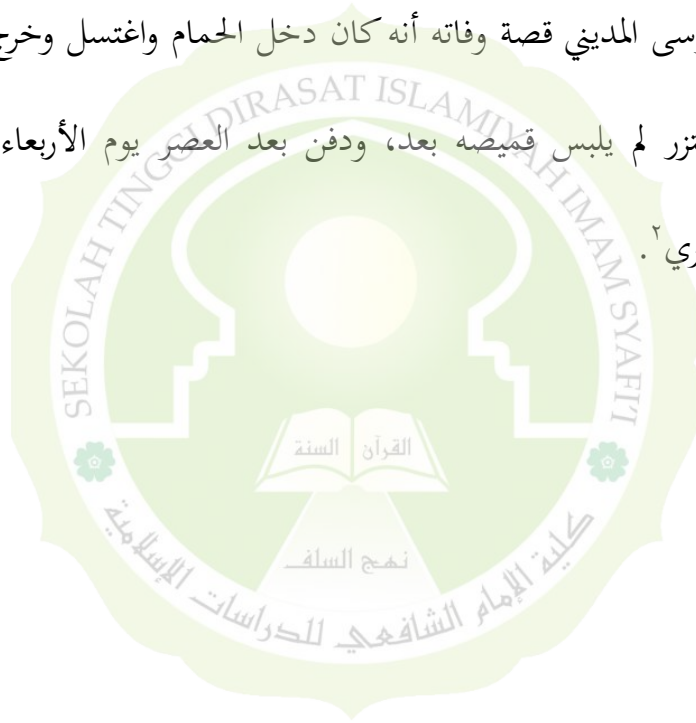 وسى المديني قصة وفاته أنه كان دخل الحمام واغتسل وخرج
تزر لم يلبس قميصه بعد، ودفن بعد العصر يوم الأربعاء
ري٢.
SEKOLAH TINGGI DIRASAT ISLAMIYAH IMAM SYAFI'I
القرآن السنة
نهج السلف
كلية الإمام الشافعي للدراسات الإسلامية